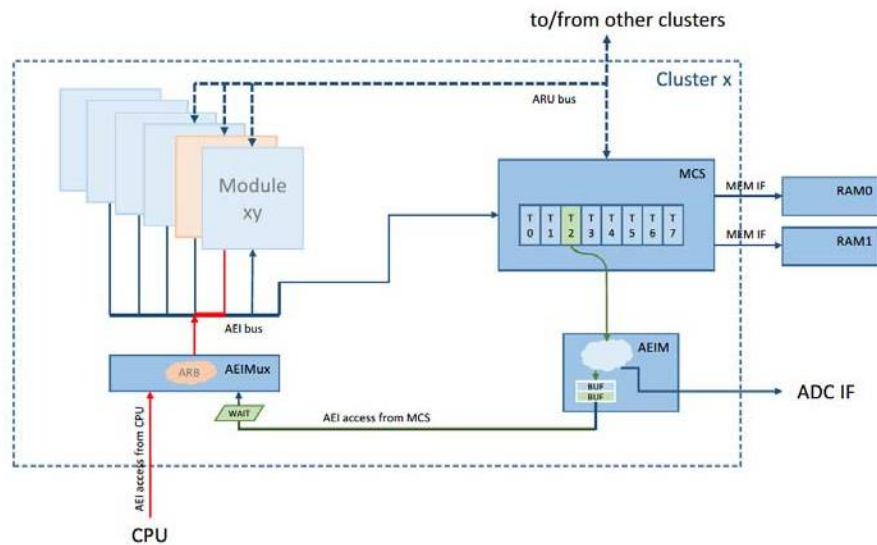 to/from other clusters
Cluster x
ARU bus
Module
xy
MCS
T T T T T T T T
0 1 2 3 4 5 6 7
MEM IF
RAM0
MEM IF
RAM1
AEI bus
ARB
AEIMux
AEIM
BUF
BUF
WAIT
AEI access from MCS
ADC IF
AEI access from CPU
CPU